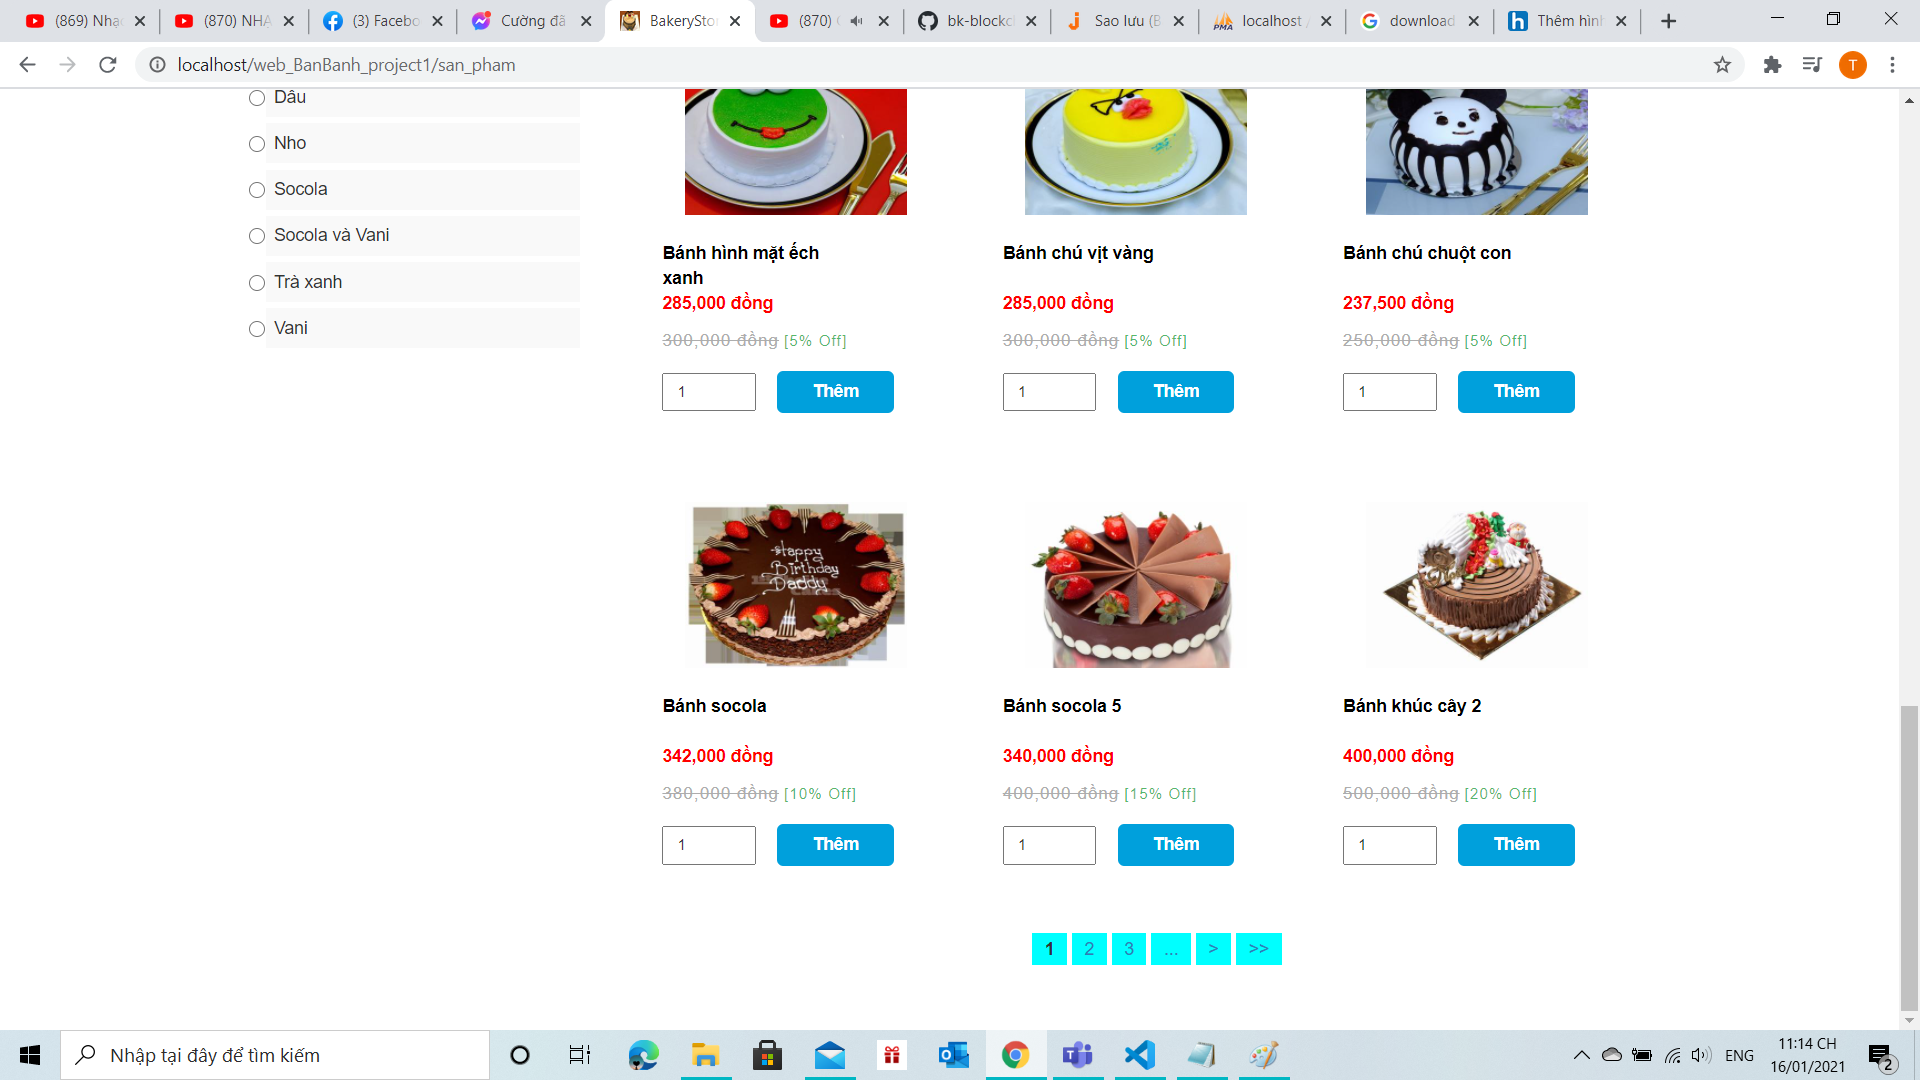 (869) Nhạc
(870) NHẠ
(3) Facebo
Cường đã
BakerySto
(870)
bk-blockch
Sao lưu (B
localhost /
download
Thêm hình
localhost/web_BanBanh_project1/san_pham
T
Dâu
Nho
Socola
Socola và Vani
Trà xanh
Vani
Bánh hình mặt ếch
xanh
285,000 đồng
300,000 đồng [5% Off]
1
Thêm
Bánh chú vịt vàng
285,000 đồng
300,000 đồng [5% Off]
1
Thêm
Bánh chú chuột con
237,500 đồng
250,000 đồng [5% Off]
1
Thêm
Happy
Birthday
Daddy
Bánh socola
342,000 đồng
380,000 đồng [10% Off]
1
Thêm
Bánh socola 5
340,000 đồng
400,000 đồng [15% Off]
1
Thêm
Bánh khúc cây 2
400,000 đồng
500,000 đồng [20% Off]
1
Thêm
1 2 3 ... > >>
Nhập tại đây để tìm kiếm
ENG
11:14 CH
16/01/2021
2